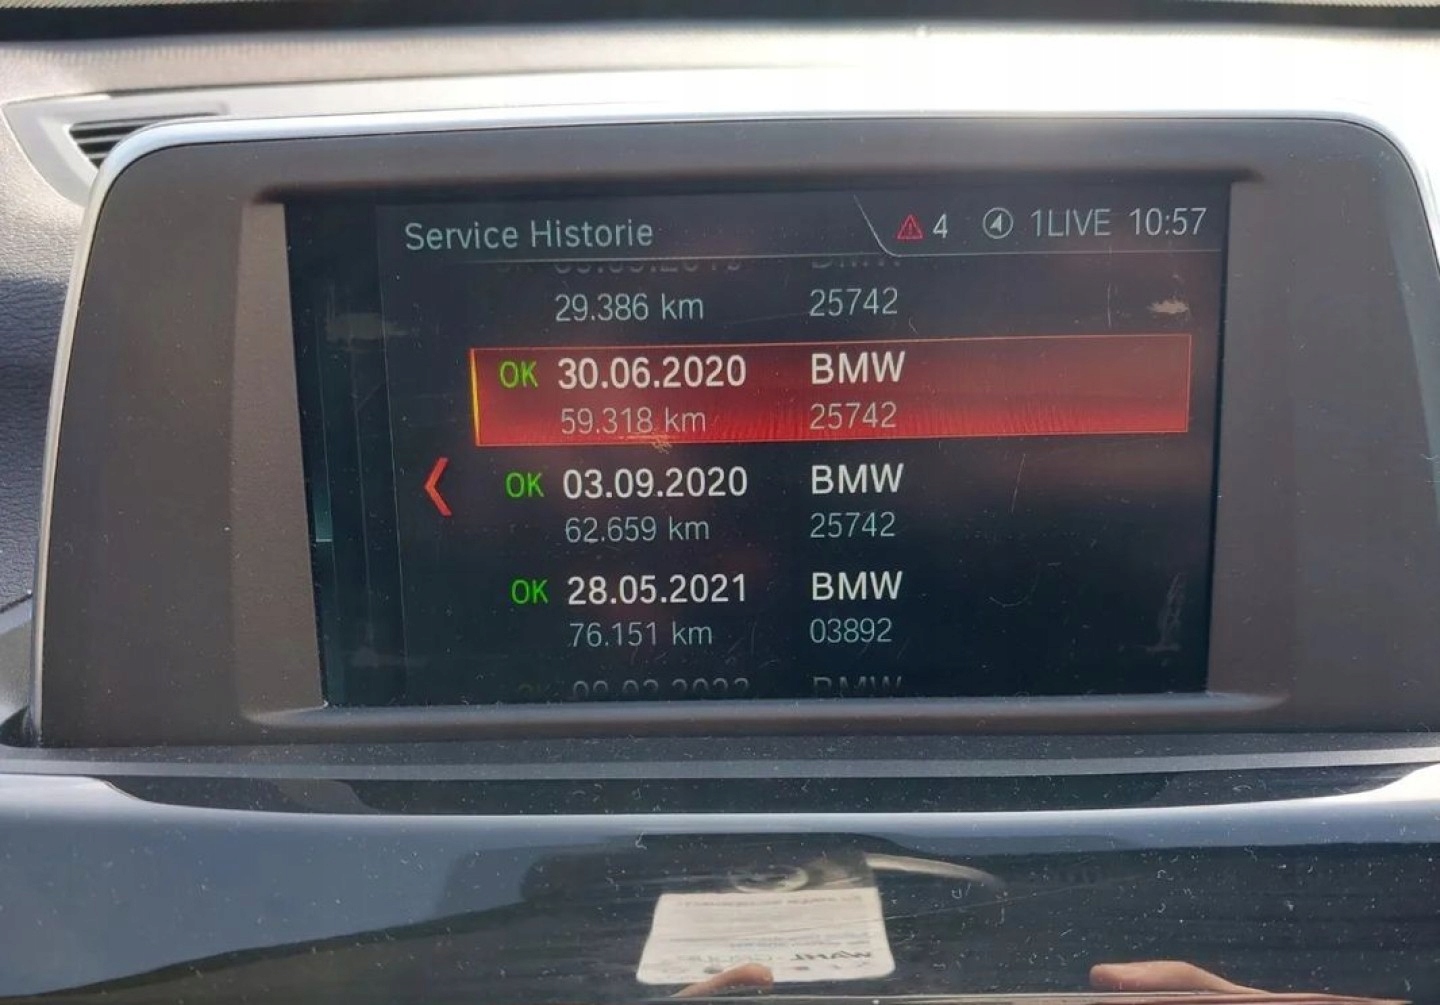 Service Historie
4 1LIVE 10:57
29.386 km 25742
OK 30.06.2020 BMW
59.318 km 25742
OK 03.09.2020 BMW
62.659 km 25742
OK 28.05.2021 BMW
76.151 km 03892
BMW